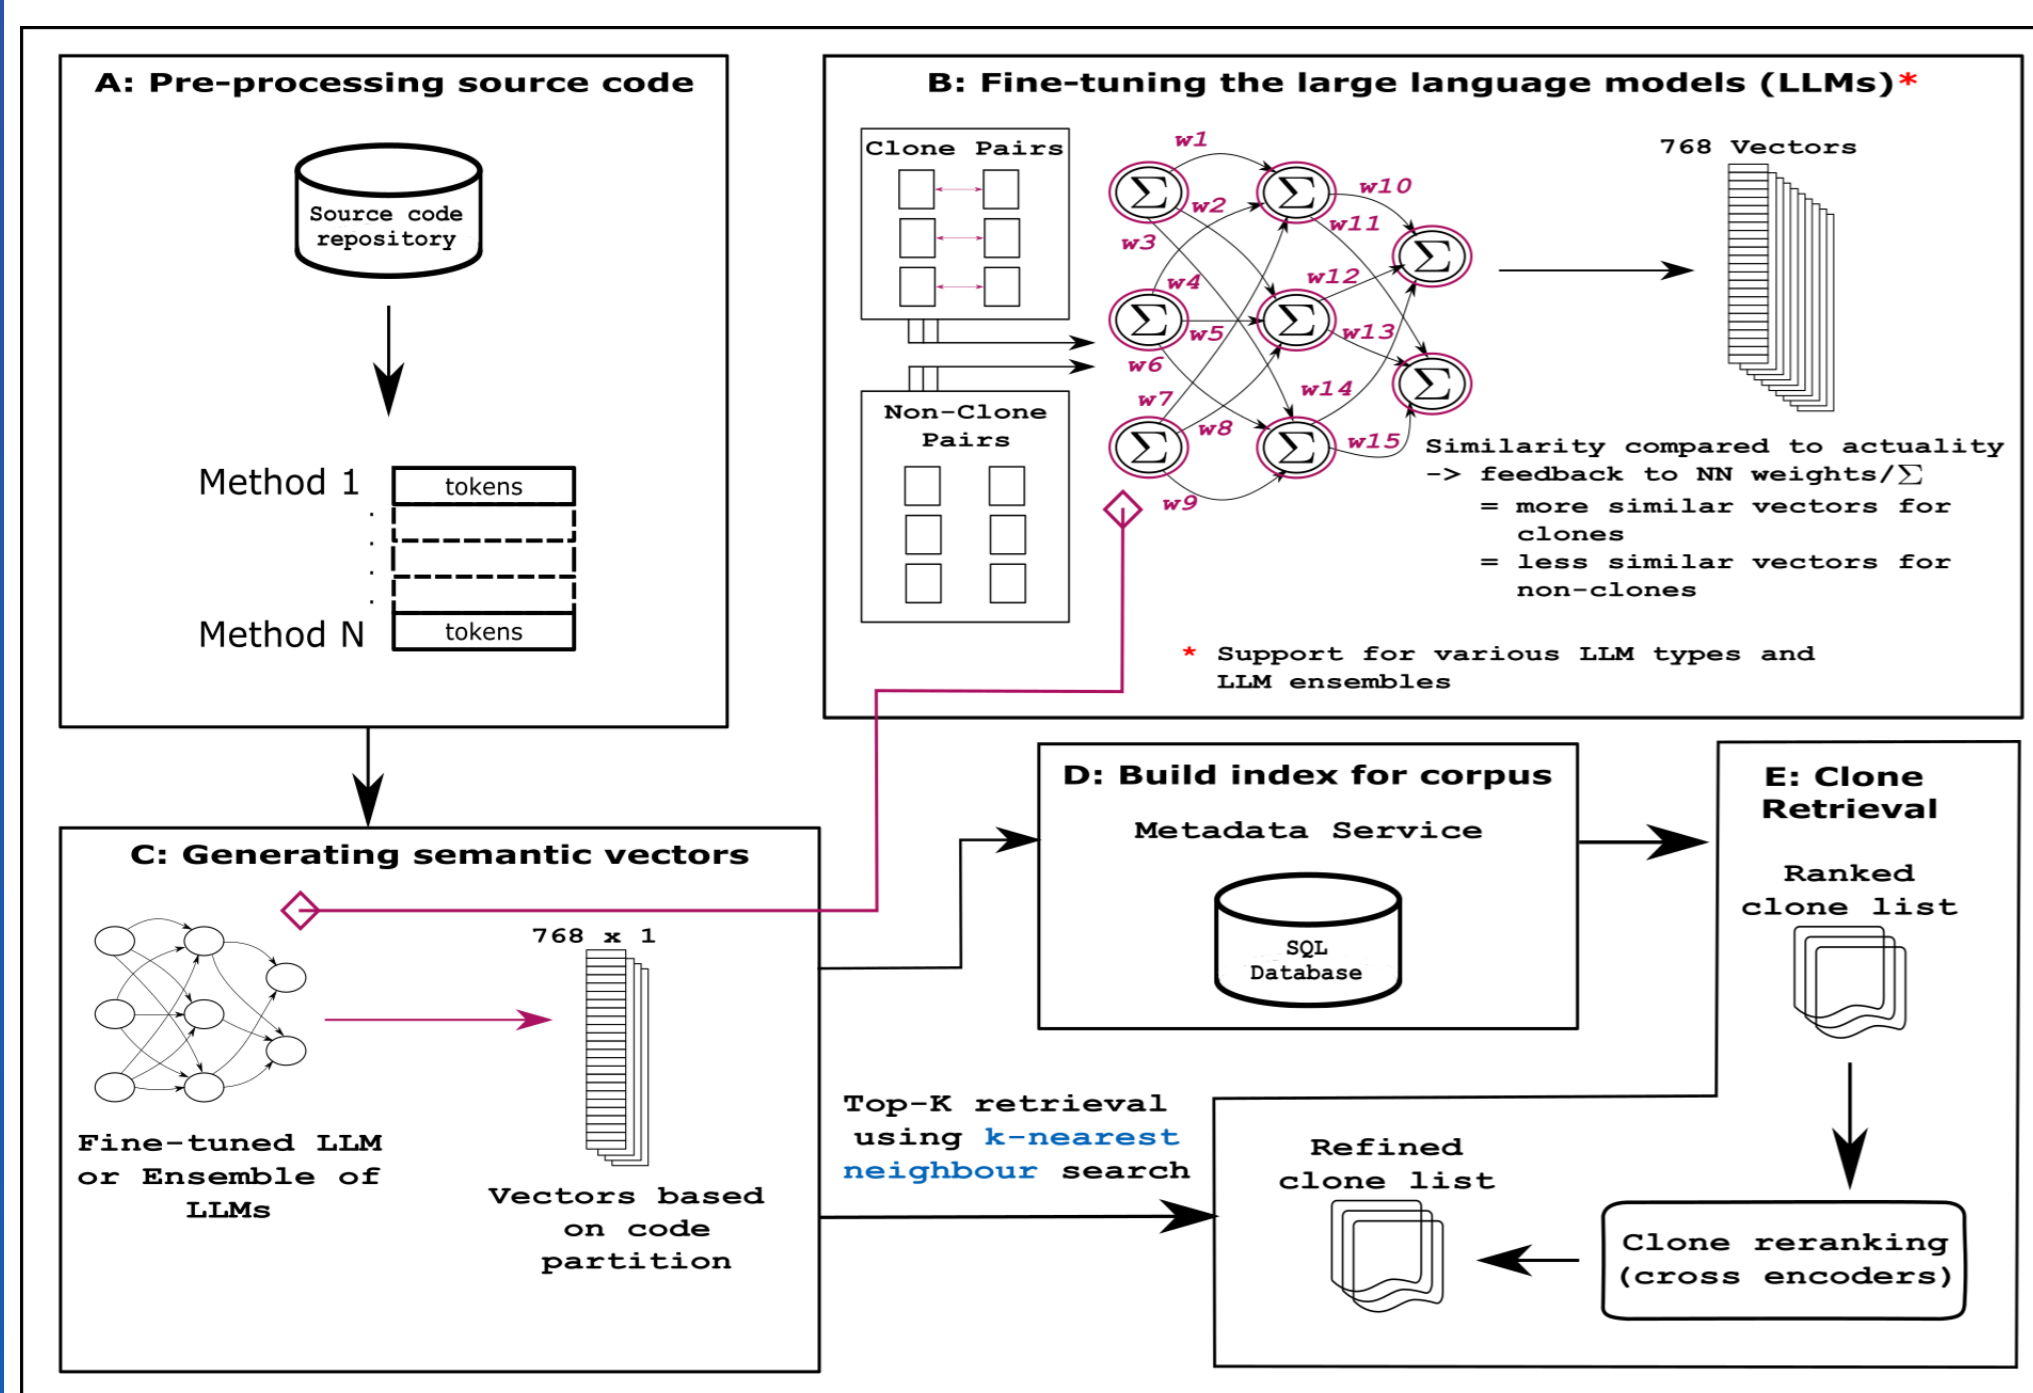 A: Pre-processing source code
Source code
repository
Method 1
tokens
.
.
.
.
Method N
tokens
B: Fine-tuning the large language models (LLMs)*
Clone Pairs
Non-Clone
Pairs
w1
w2
w3
w4
w5
w6
w7
w8
w9
w10
w11
w12
w13
w14
w15
Σ
Σ
Σ
Σ
Σ
Σ
Σ
Σ
768 Vectors
Similarity compared to actuality
-> feedback to NN weights/∑
= more similar vectors for
clones
= less similar vectors for
non-clones
* Support for various LLM types and
LLM ensembles
C: Generating semantic vectors
768 x 1
Fine-tuned LLM
or Ensemble of
LLMs
Vectors based
on code
partition
D: Build index for corpus
Metadata Service
SQL
Database
Top-K retrieval
using k-nearest
neighbour search
E: Clone
Retrieval
Ranked
clone list
Clone reranking
(cross encoders)
Refined
clone list